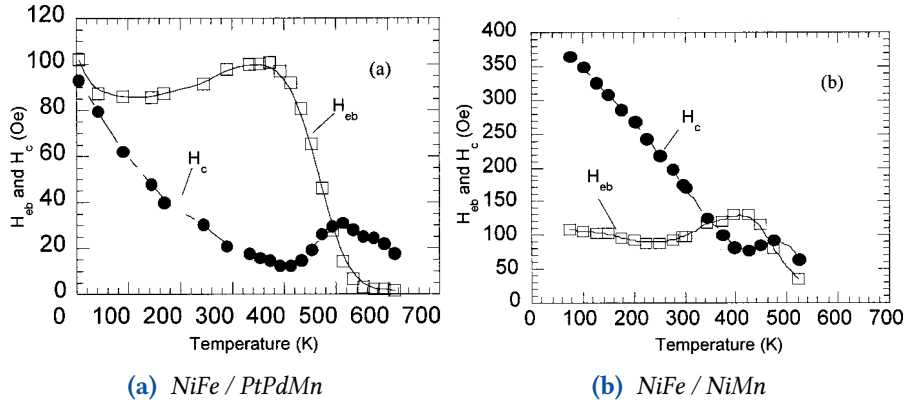 120
100
80
60
40
20
0
H_eb and H_c (Oe)
(a)
H_eb
H_c
0 100 200 300 400 500 600 700
Temperature (K)
(a) NiFe / PtPdMn
400
350
300
250
200
150
100
50
0
H_eb and H_c (Oe)
(b)
H_c
H_eb
0 100 200 300 400 500 600 700
Temperature (K)
(b) NiFe / NiMn